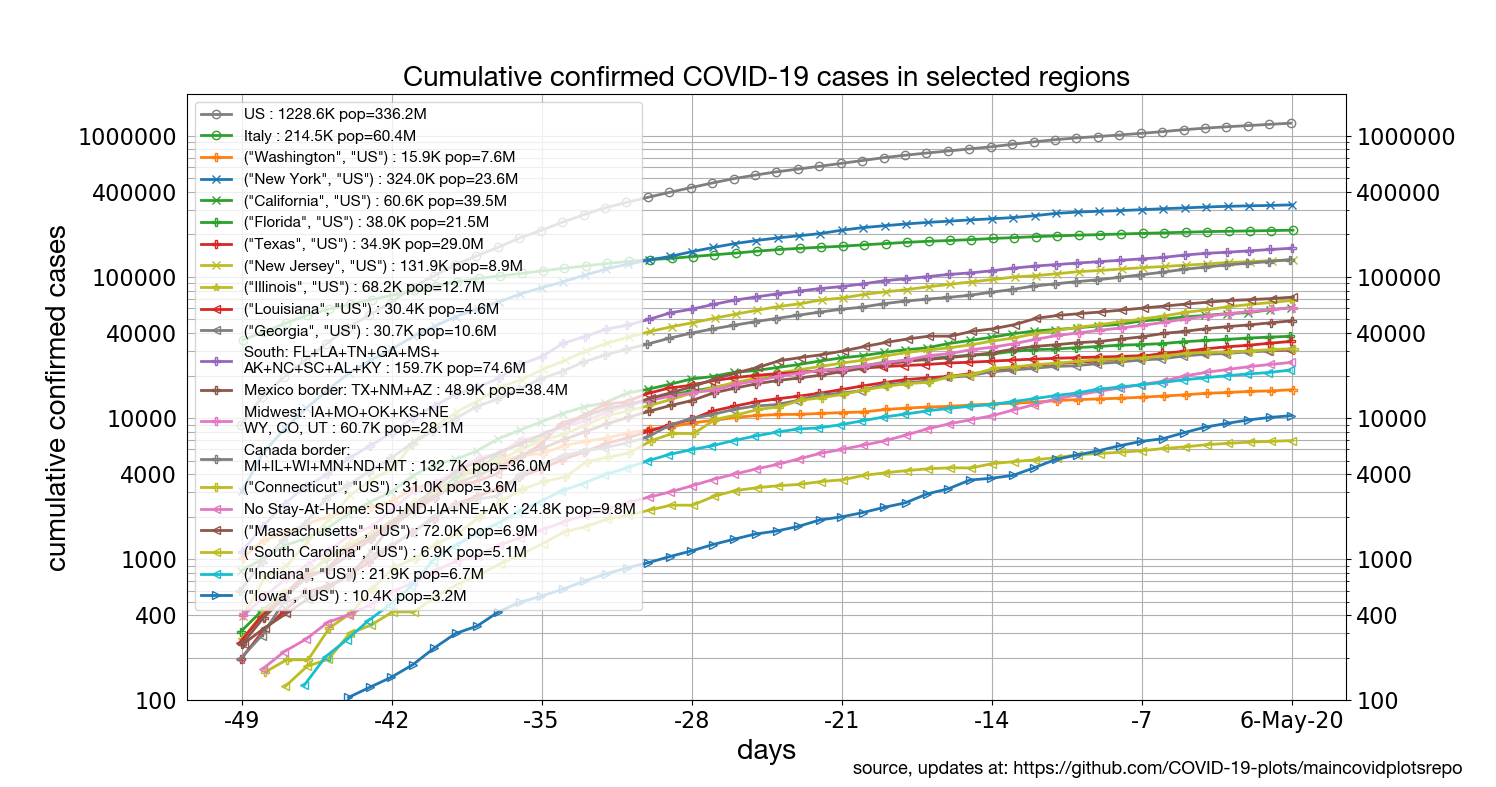 Cumulative confirmed COVID-19 cases in selected regions
US : 1228.6K pop=336.2M
Italy : 214.5K pop=60.4M
("Washington", "US") : 15.9K pop=7.6M
("New York", "US") : 324.0K pop=23.6M
("California", "US") : 60.6K pop=39.5M
("Florida", "US") : 38.0K pop=21.5M
("Texas", "US") : 34.9K pop=29.0M
("New Jersey", "US") : 131.9K pop=8.9M
("Illinois", "US") : 68.2K pop=12.7M
("Louisiana", "US") : 30.4K pop=4.6M
("Georgia", "US") : 30.7K pop=10.6M
South: FL+LA+TN+GA+MS+
AK+NC+SC+AL+KY : 159.7K pop=74.6M
Mexico border: TX+NM+AZ : 48.9K pop=38.4M
Midwest: IA+MO+OK+KS+NE
WY, CO, UT : 60.7K pop=28.1M
Canada border:
MI+IL+WI+MN+ND+MT : 132.7K pop=36.0M
("Connecticut", "US") : 31.0K pop=3.6M
No Stay-At-Home: SD+ND+IA+NE+AK : 24.8K pop=9.8M
("Massachusetts", "US") : 72.0K pop=6.9M
("South Carolina", "US") : 6.9K pop=5.1M
("Indiana", "US") : 21.9K pop=6.7M
("Iowa", "US") : 10.4K pop=3.2M
cumulative confirmed cases
1000000
400000
100000
40000
10000
4000
1000
400
100
1000000
400000
100000
40000
10000
4000
1000
400
100
-49 -42 -35 -28 -21 -14 -7 6-May-20
days
source, updates at: https://github.com/COVID-19-plots/maincovidplotsrepo